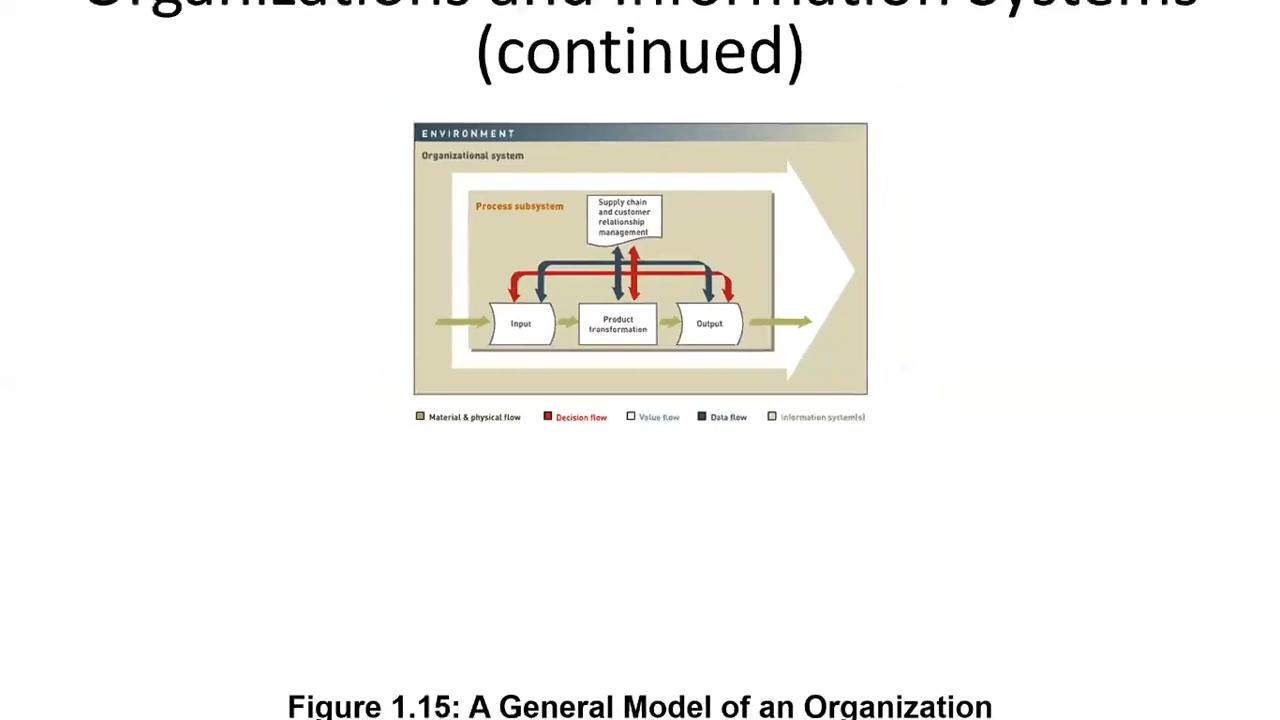 Organizations and Information Systems
(continued)
ENVIRONMENT
Organizational system
Process subsystem
Supply chain
and customer
relationship
management
Input
Product
transformation
Output
Material & physical flow
Decision flow
Value flow
Data flow
Information system(s)
Figure 1.15: A General Model of an Organization